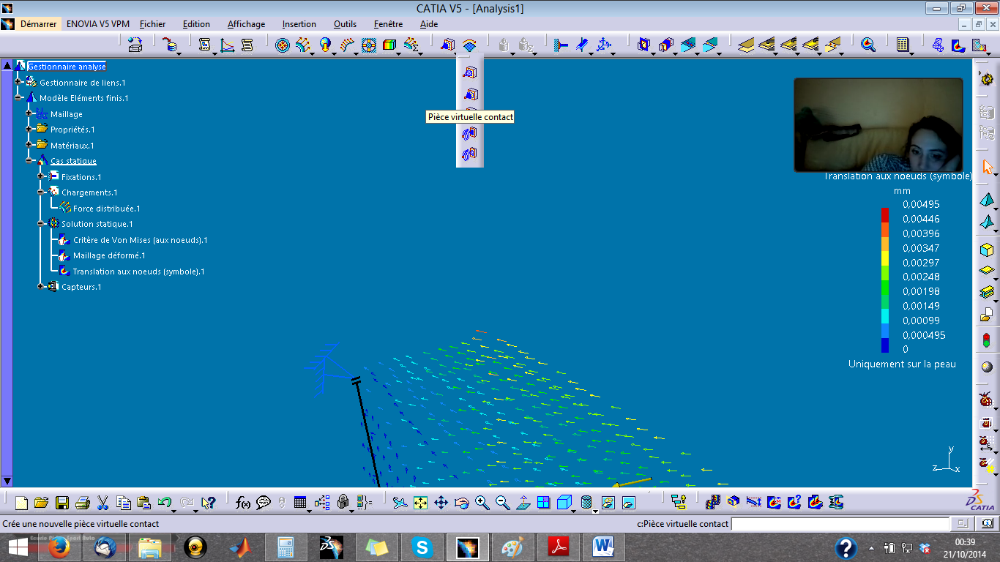 CATIA V5 - [Analysis1]
Démarrer ENOVIA V5 VPM Fichier Edition Affichage Insertion Outils Fenêtre Aide
Gestionnaire analyse
Gestionnaire de liens.1
Modèle Eléments finis.1
Maillage
Propriétés.1
Matériaux.1
Cas statique
Fixations.1
Chargements.1
Force distribuée.1
Solution statique.1
Critère de Von Mises (aux noeuds).1
Maillage déformé.1
Translation aux noeuds (symbole).1
Capteurs.1
Pièce virtuelle contact
Translation aux noeuds (symbole)
mm
0,00495
0,00446
0,00396
0,00347
0,00297
0,00248
0,00198
0,00149
0,00099
0,000495
0
Uniquement sur la peau
y
z
x
f(x)
CATIA
Crée une nouvelle pièce virtuelle contact
c:Pièce virtuelle contact
00:39
21/10/2014